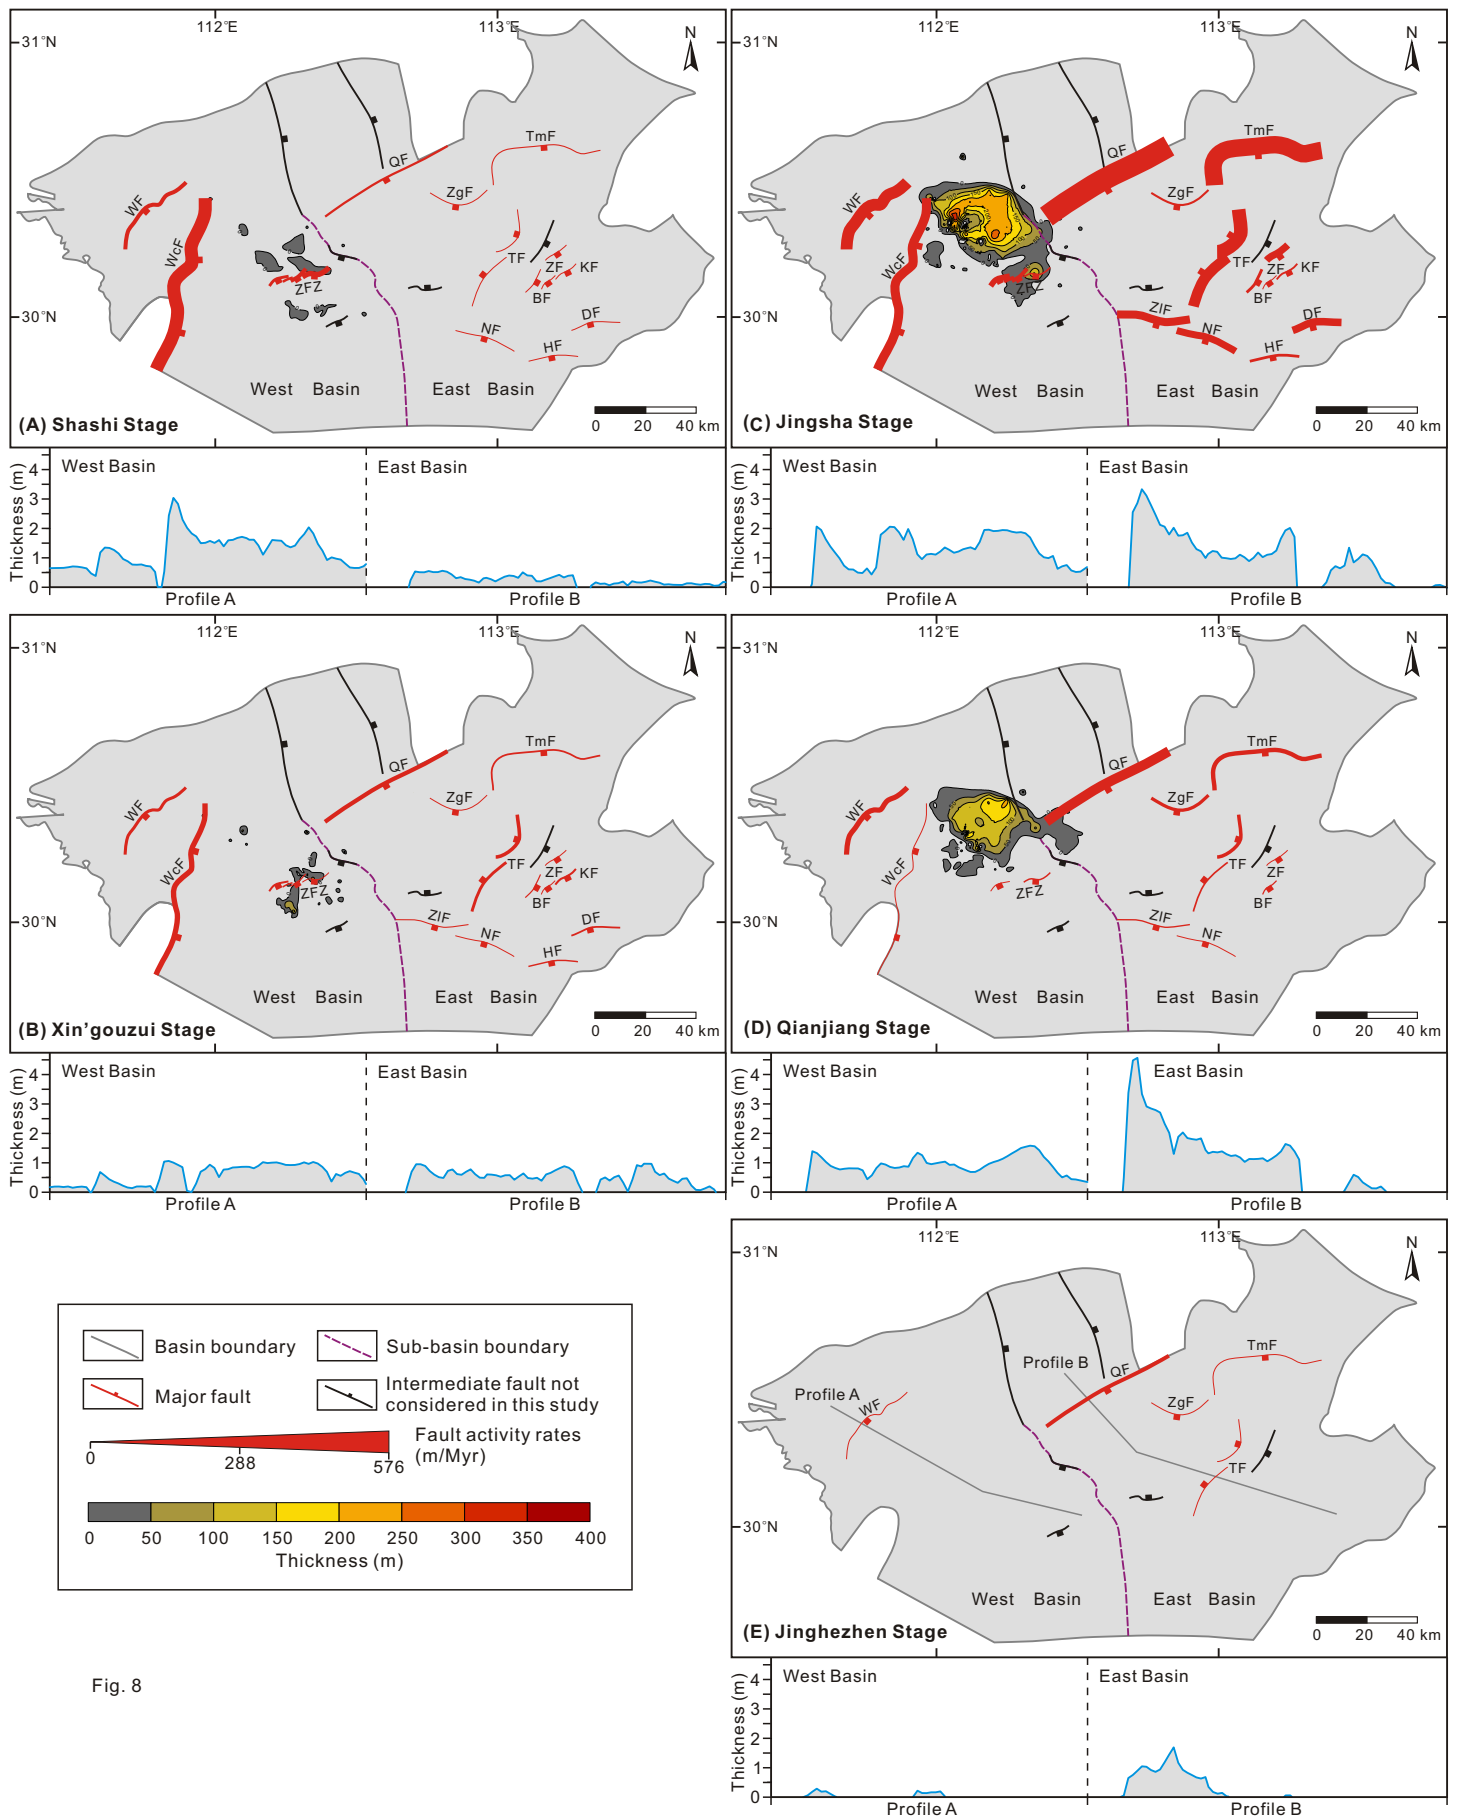 112°E
113°E
31°N
N
TmF
QF
ZgF
WF
WcF
TF
ZF
KF
BF
ZFZ
30°N
DF
NF
HF
West Basin
East Basin
(A) Shashi Stage
0 20 40 km
West Basin
East Basin
Thickness (m)
4
3
2
1
0
Profile A
Profile B
112°E
113°E
31°N
N
TmF
QF
ZgF
WF
WcF
TF
ZF
KF
BF
ZFZ
30°N
ZlF
NF
DF
HF
West Basin
East Basin
(C) Jingsha Stage
0 20 40 km
West Basin
East Basin
Thickness (m)
4
3
2
1
0
Profile A
Profile B
112°E
113°E
31°N
N
TmF
QF
ZgF
WF
WcF
TF
ZF
KF
BF
ZFZ
30°N
ZlF
NF
DF
HF
West Basin
East Basin
(B) Xin’gouzui Stage
0 20 40 km
West Basin
East Basin
Thickness (m)
4
3
2
1
0
Profile A
Profile B
112°E
113°E
31°N
N
TmF
QF
ZgF
WF
WcF
TF
ZF
BF
ZFZ
30°N
ZlF
NF
West Basin
East Basin
(D) Qianjiang Stage
0 20 40 km
West Basin
East Basin
Thickness (m)
4
3
2
1
0
Profile A
Profile B
Basin boundary
Sub-basin boundary
Major fault
Intermediate fault not
considered in this study
Fault activity rates
(m/Myr)
0
288
576
0 50 100 150 200 250 300 350 400
Thickness (m)
Fig. 8
112°E
113°E
31°N
N
TmF
Profile B
QF
Profile A
WF
ZgF
TF
30°N
West Basin
East Basin
(E) Jinghezhen Stage
0 20 40 km
West Basin
East Basin
Thickness (m)
4
3
2
1
0
Profile A
Profile B